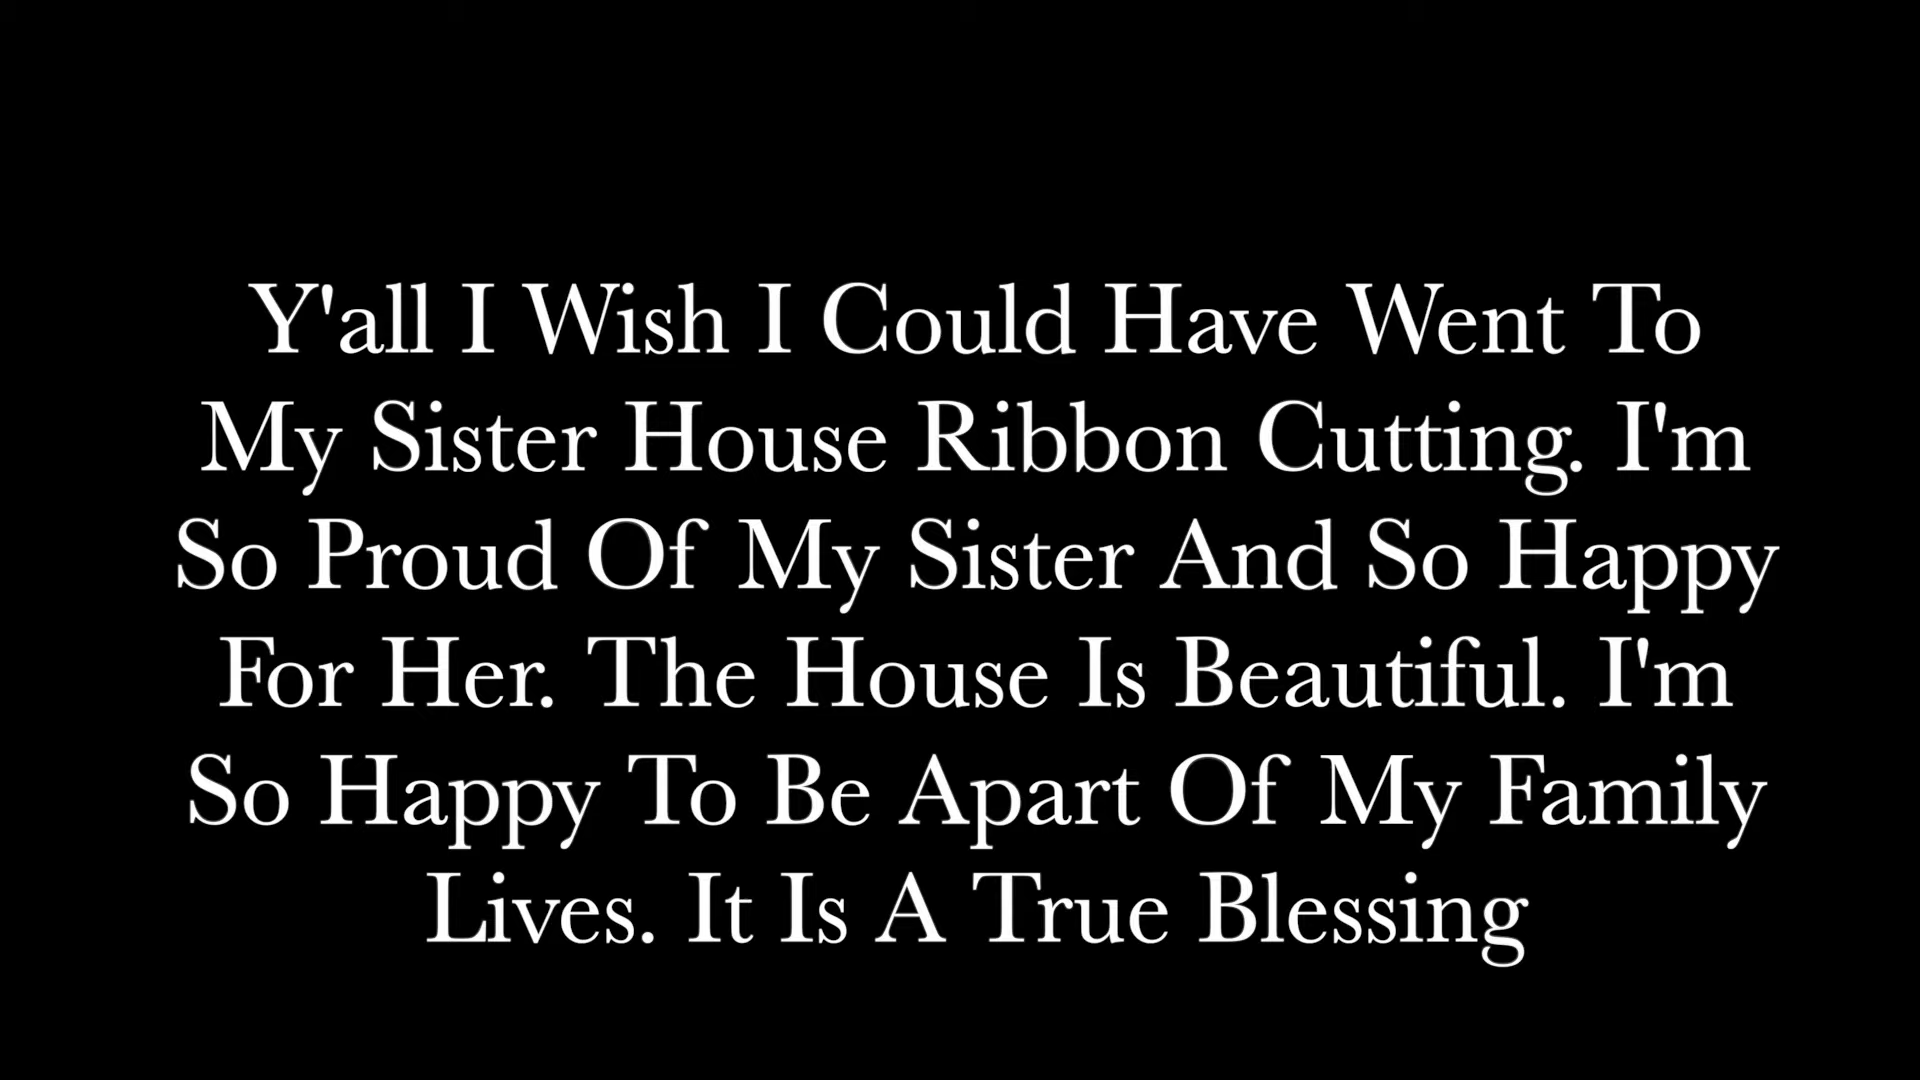 Y'all I Wish I Could Have Went To
My Sister House Ribbon Cutting. I'm
So Proud Of My Sister And So Happy
For Her. The House Is Beautiful. I'm
So Happy To Be Apart Of My Family
Lives. It Is A True Blessing